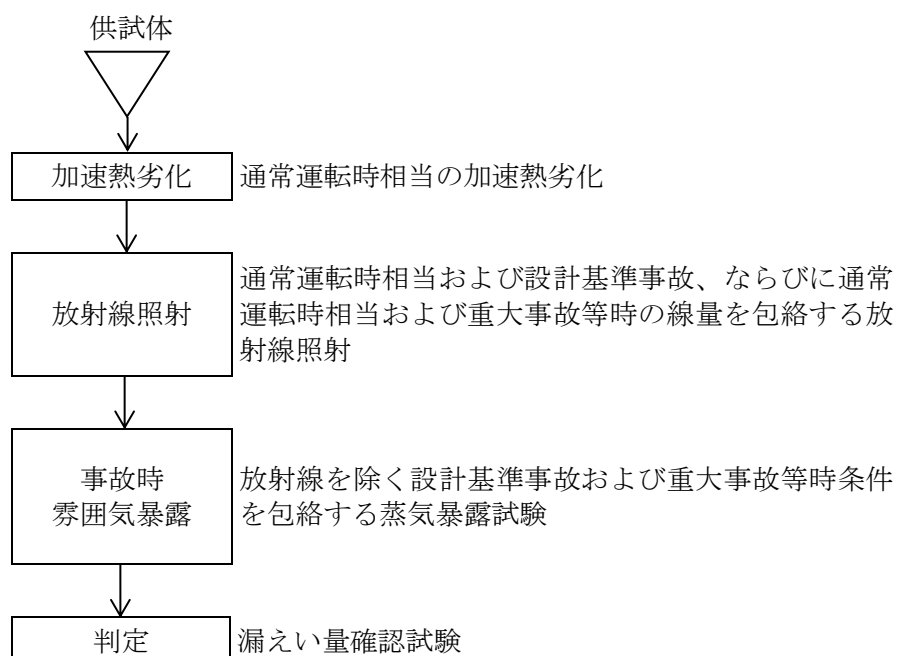 供試体
加速熱劣化
通常運転時相当の加速熱劣化
放射線照射
通常運転時相当および設計基準事故、ならびに通常
運転時相当および重大事故等時の線量を包絡する放
射線照射
事故時
雰囲気暴露
放射線を除く設計基準事故および重大事故等時条件
を包絡する蒸気暴露試験
判定
漏えい量確認試験